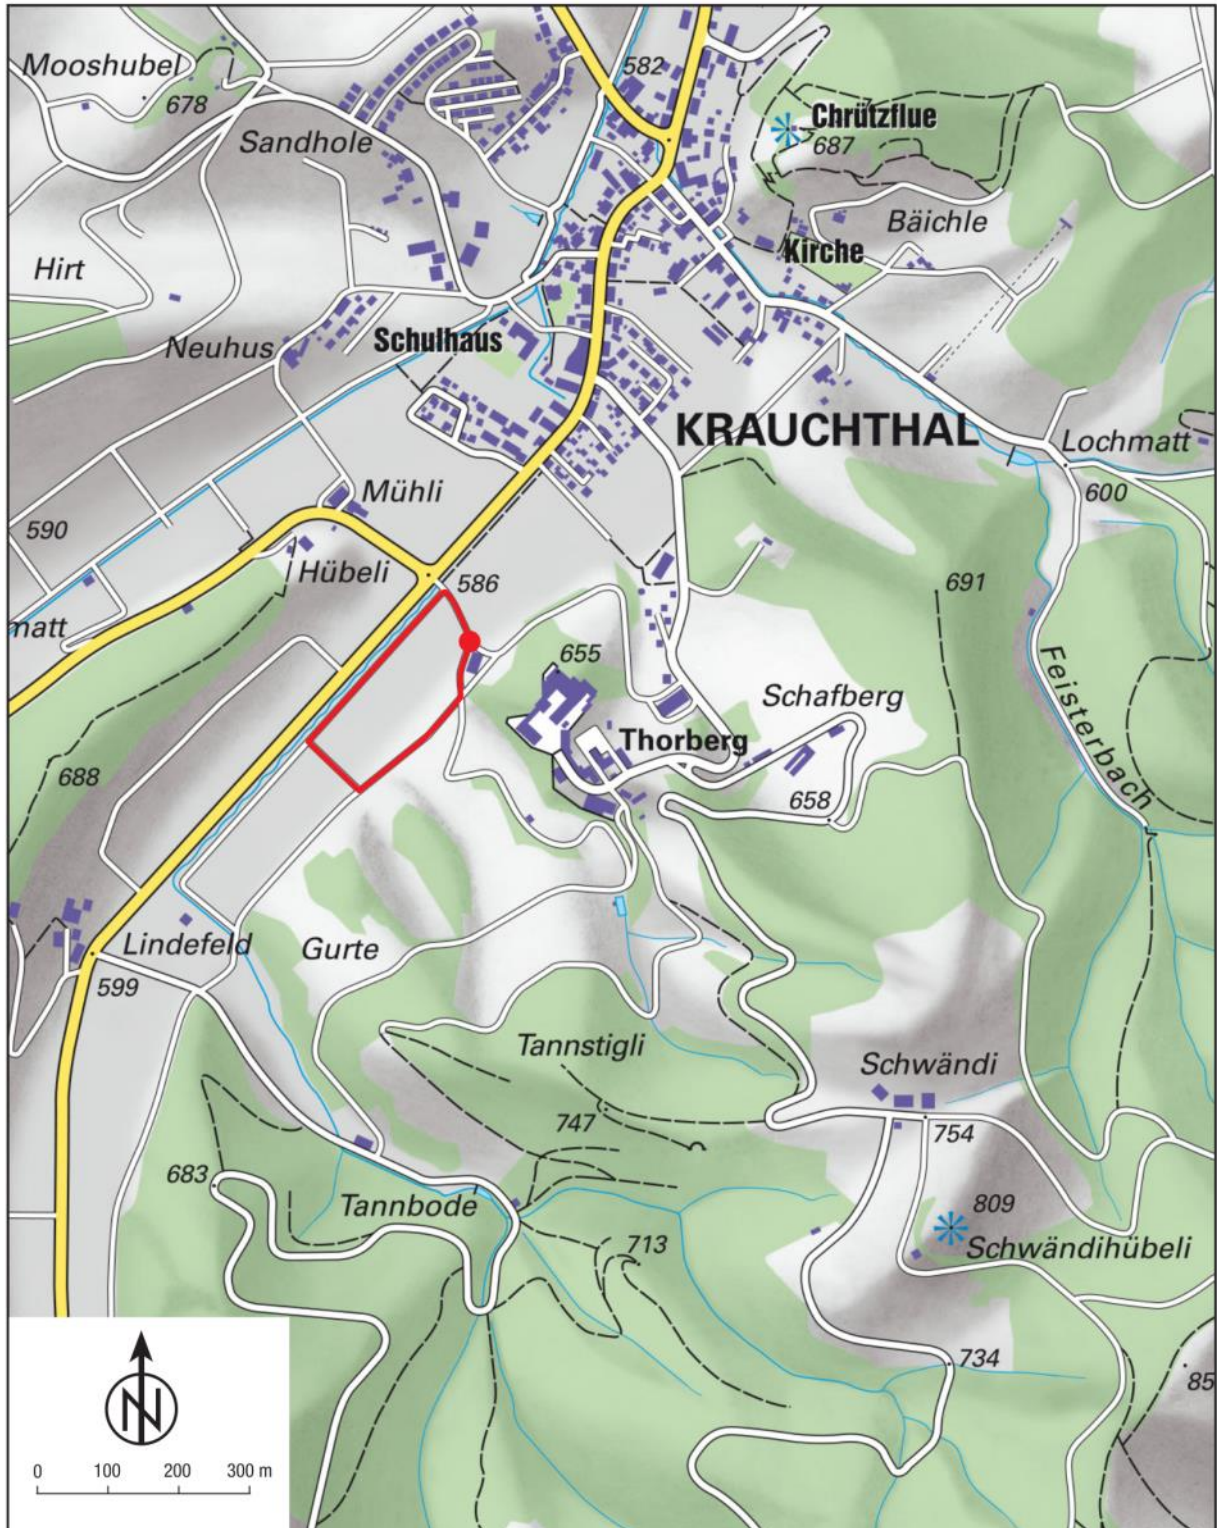 582
Mooshubel
678
Chrützflue
687
Sandhole
Bäichle
Kirche
Hirt
Neuhus
Schulhaus
KRAUCHTHAL
Lochmatt
600
Mühli
590
Hübeli
586
691
matt
655
Feisterbach
Schafberg
Thorberg
688
658
Lindefeld
Gurte
599
Tannstigli
Schwändi
747
754
683
Tannbode
809
Schwändihübeli
713
734
85
N
0 100 200 300 m